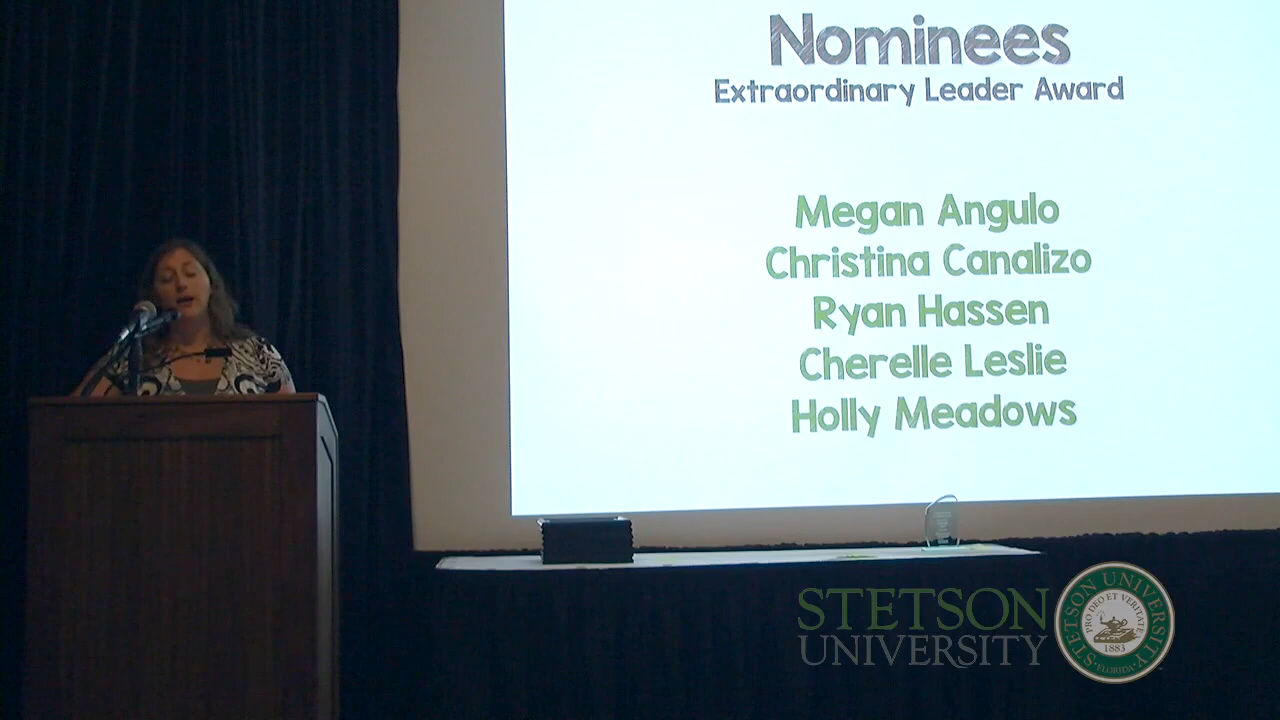 Nominees
Extraordinary Leader Award
Megan Angulo
Christina Canalizo
Ryan Hassen
Cherelle Leslie
Holly Meadows
STETSON
UNIVERSITY
STETSON UNIVERSITY
PRO DEO ET VERITATE
1883
FLORIDA